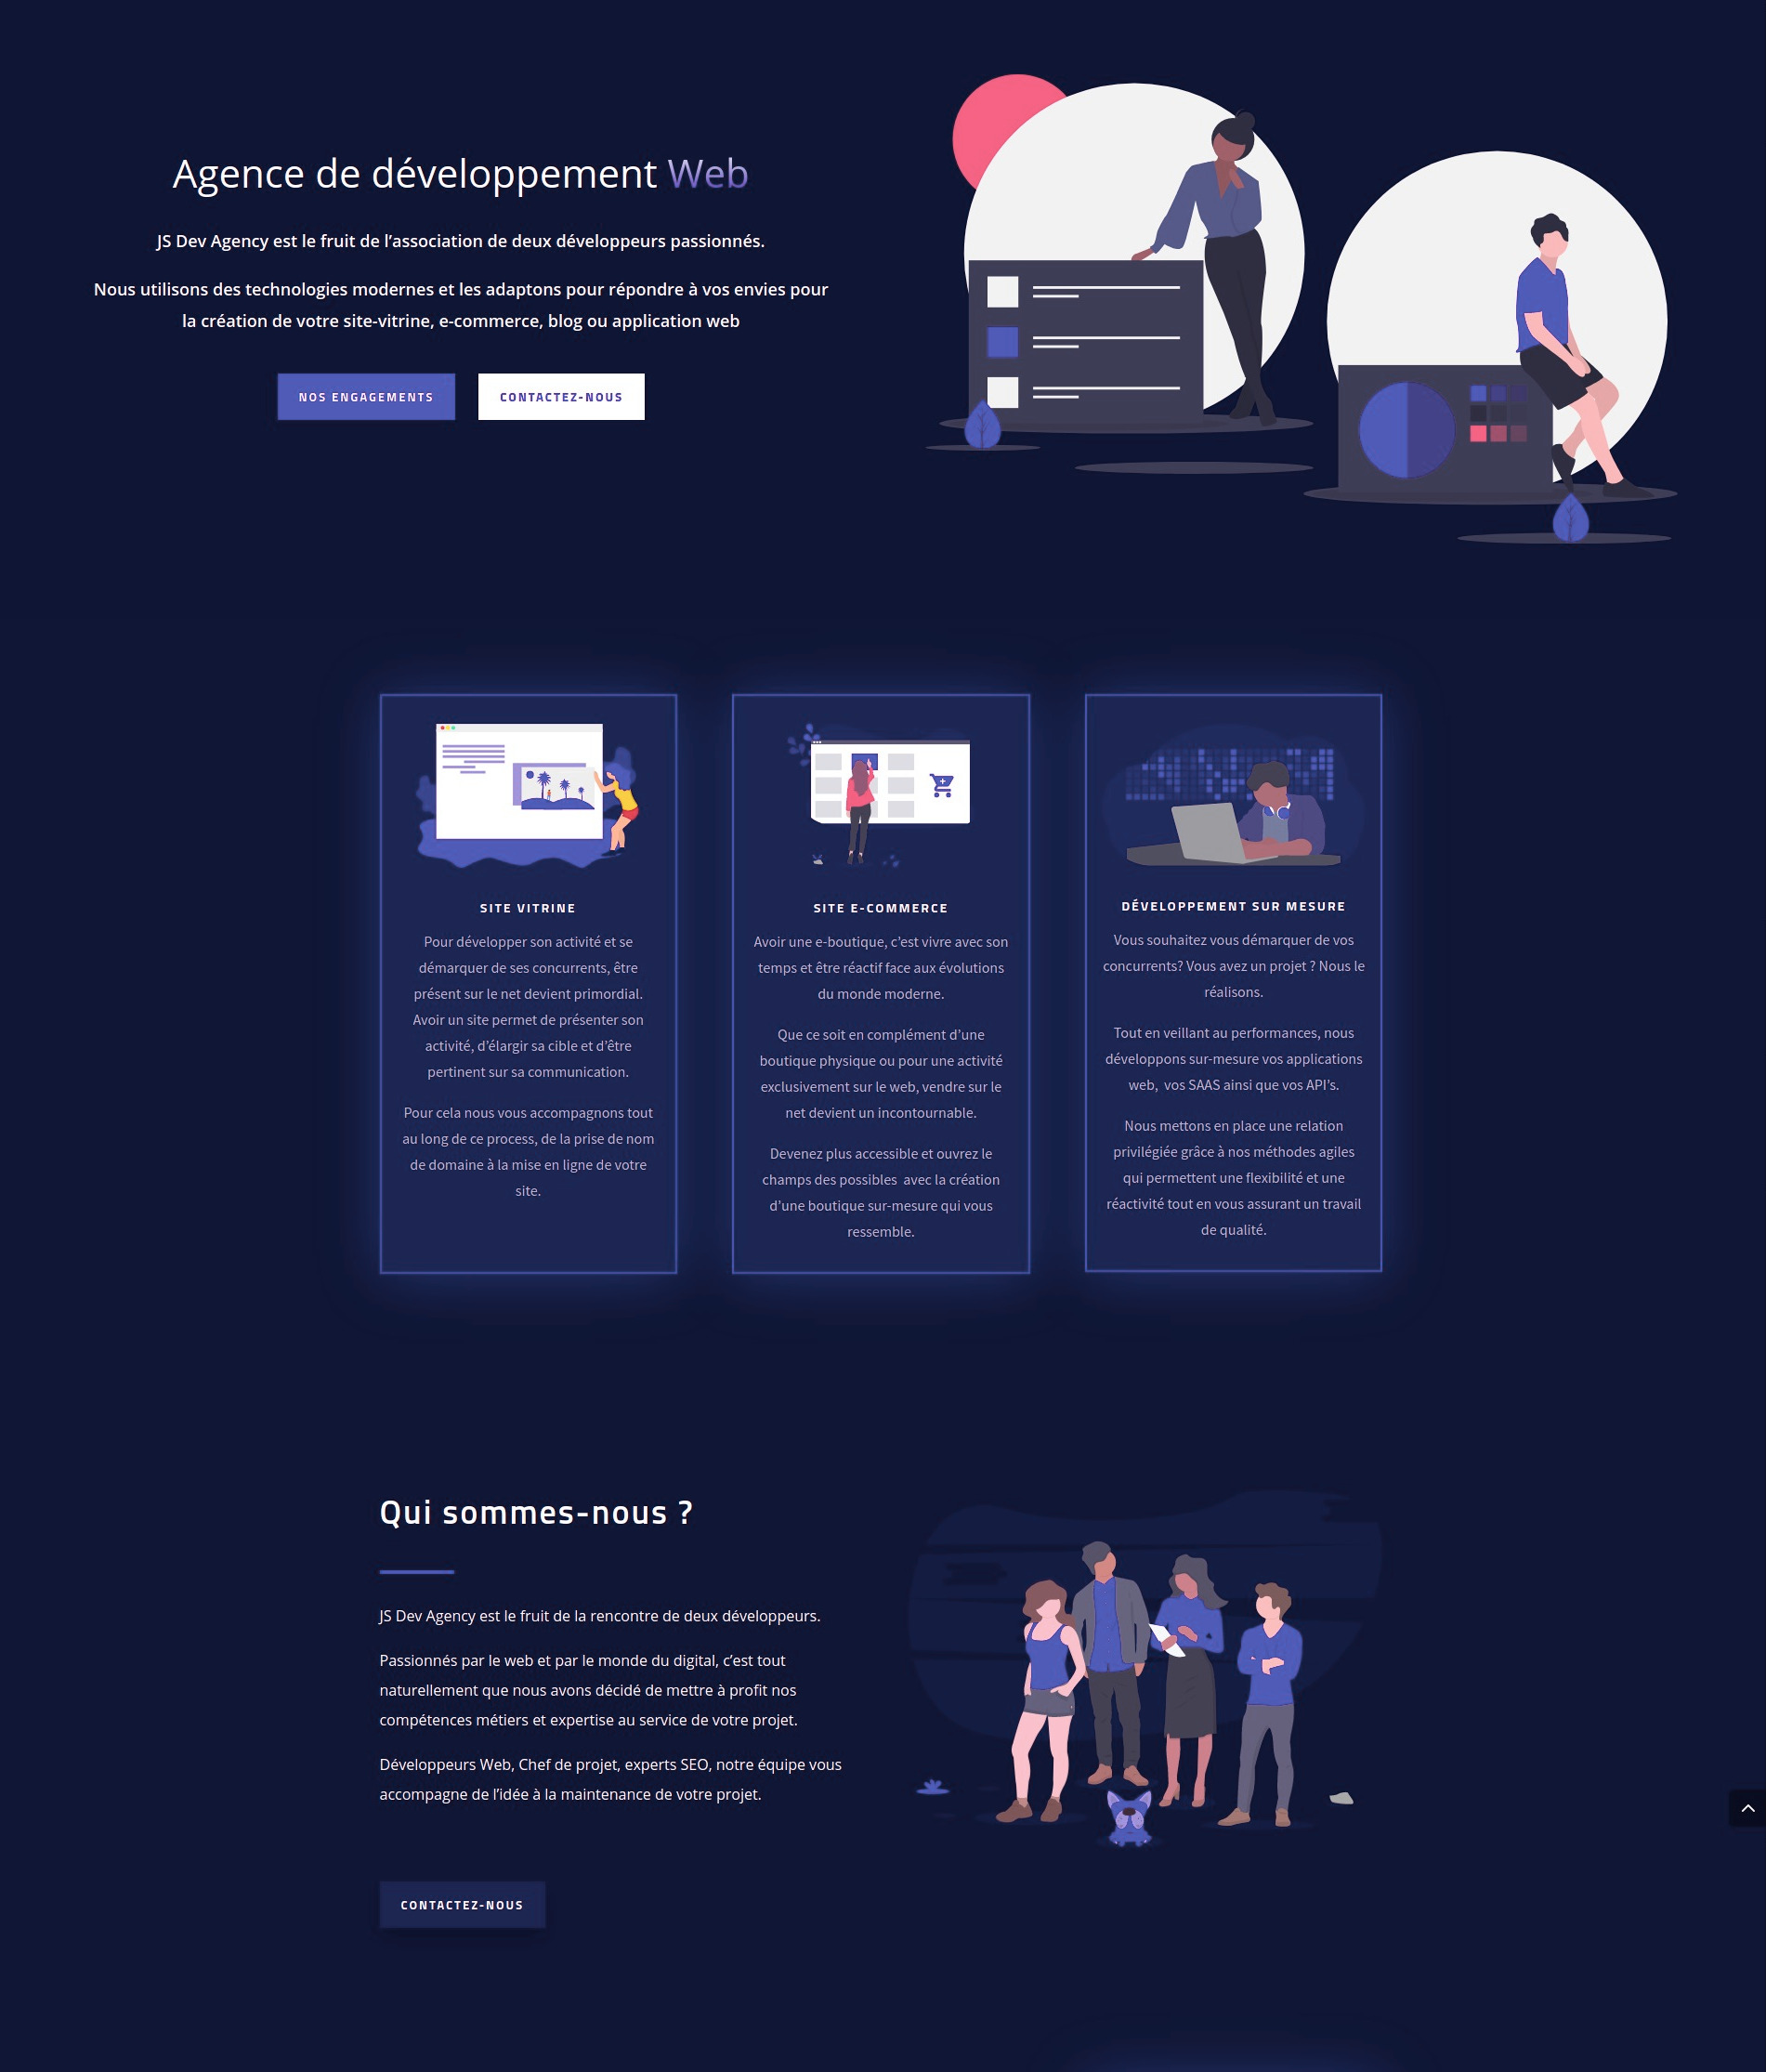 Agence de développement Web
JS Dev Agency est le fruit de l’association de deux développeurs passionnés.
Nous utilisons des technologies modernes et les adaptons pour répondre à vos envies pour
la création de votre site-vitrine, e-commerce, blog ou application web
NOS ENGAGEMENTS
CONTACTEZ-NOUS
SITE VITRINE
Pour développer son activité et se
démarquer de ses concurrents, être
présent sur le net devient primordial.
Avoir un site permet de présenter son
activité, d’élargir sa cible et d’être
pertinent sur sa communication.
Pour cela nous vous accompagnons tout
au long de ce process, de la prise de nom
de domaine à la mise en ligne de votre
site.
SITE E-COMMERCE
Avoir une e-boutique, c’est vivre avec son
temps et être réactif face aux évolutions
du monde moderne.
Que ce soit en complément d’une
boutique physique ou pour une activité
exclusivement sur le web, vendre sur le
net devient un incontournable.
Devenez plus accessible et ouvrez le
champs des possibles  avec la création
d’une boutique sur-mesure qui vous
ressemble.
DÉVELOPPEMENT SUR MESURE
Vous souhaitez vous démarquer de vos
concurrents? Vous avez un projet ? Nous le
réalisons.
Tout en veillant au performances, nous
développons sur-mesure vos applications
web,  vos SAAS ainsi que vos API’s.
Nous mettons en place une relation
privilégiée grâce à nos méthodes agiles
qui permettent une flexibilité et une
réactivité tout en vous assurant un travail
de qualité.
Qui sommes-nous ?
JS Dev Agency est le fruit de la rencontre de deux développeurs.
Passionnés par le web et par le monde du digital, c’est tout
naturellement que nous avons décidé de mettre à profit nos
compétences métiers et expertise au service de votre projet.
Développeurs Web, Chef de projet, experts SEO, notre équipe vous
accompagne de l’idée à la maintenance de votre projet.
CONTACTEZ-NOUS